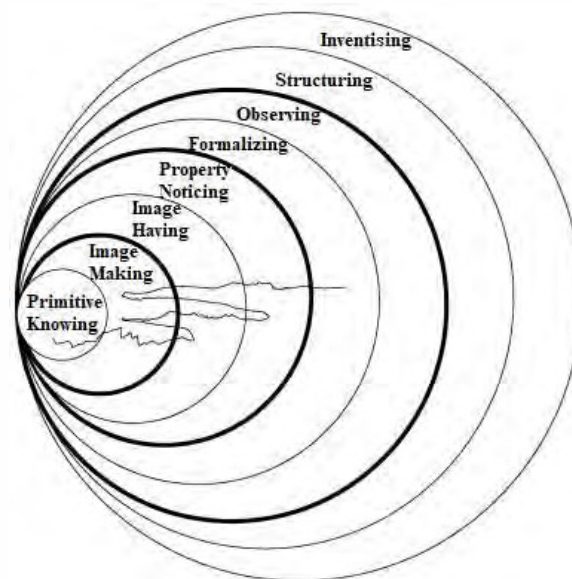 Inventising
Structuring
Observing
Formalizing
Property
Noticing
Image
Having
Image
Making
Primitive
Knowing